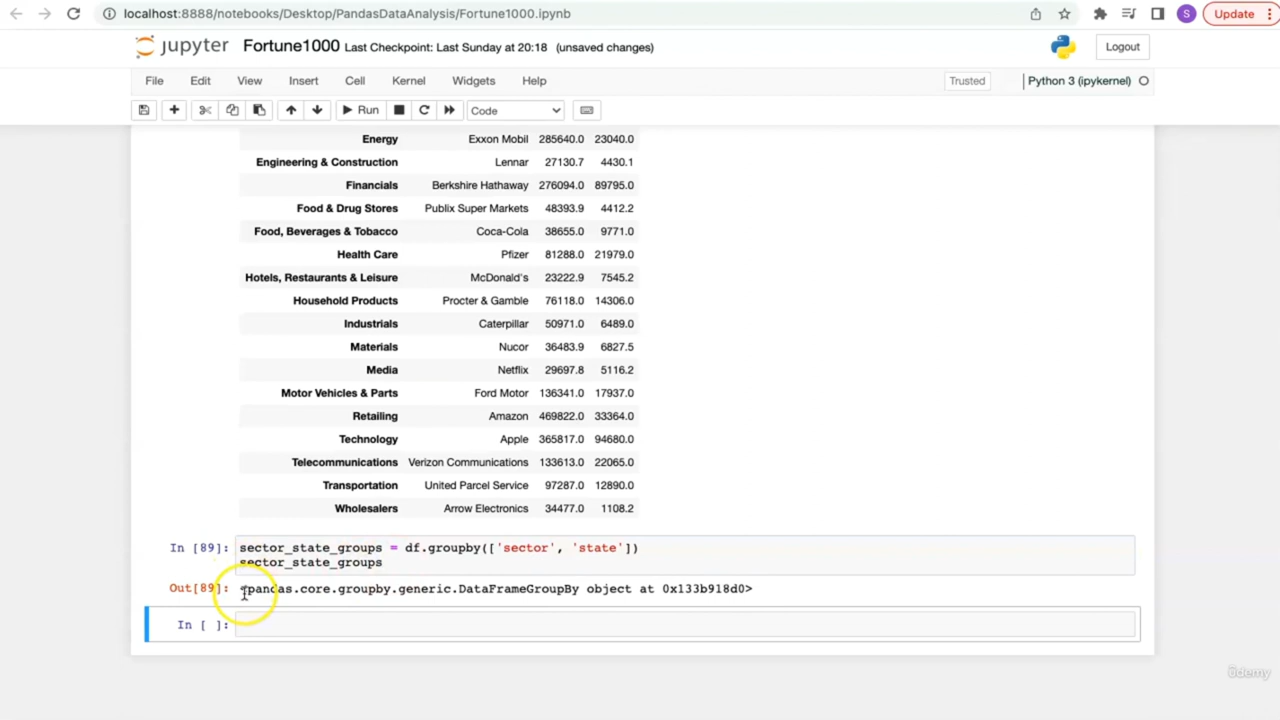 localhost:8888/notebooks/Desktop/PandasDataAnalysis/Fortune1000.ipynb
S
Update
jupyter Fortune1000 Last Checkpoint: Last Sunday at 20:18 (unsaved changes)
Logout
File Edit View Insert Cell Kernel Widgets Help
Trusted
Python 3 (ipykernel)
Run
Code
Energy Exxon Mobil 285640.0 23040.0
Engineering & Construction Lennar 27130.7 4430.1
Financials Berkshire Hathaway 276094.0 89795.0
Food & Drug Stores Publix Super Markets 48393.9 4412.2
Food, Beverages & Tobacco Coca-Cola 38655.0 9771.0
Health Care Pfizer 81288.0 21979.0
Hotels, Restaurants & Leisure McDonald's 23222.9 7545.2
Household Products Procter & Gamble 76118.0 14306.0
Industrials Caterpillar 50971.0 6489.0
Materials Nucor 36483.9 6827.5
Media Netflix 29697.8 5116.2
Motor Vehicles & Parts Ford Motor 136341.0 17937.0
Retailing Amazon 469822.0 33364.0
Technology Apple 365817.0 94680.0
Telecommunications Verizon Communications 133613.0 22065.0
Transportation United Parcel Service 97287.0 12890.0
Wholesalers Arrow Electronics 34477.0 1108.2
In [89]: sector_state_groups = df.groupby(['sector', 'state'])
sector_state_groups
Out[89]: <pandas.core.groupby.generic.DataFrameGroupBy object at 0x133b918d0>
In [ ]:
ûdemy